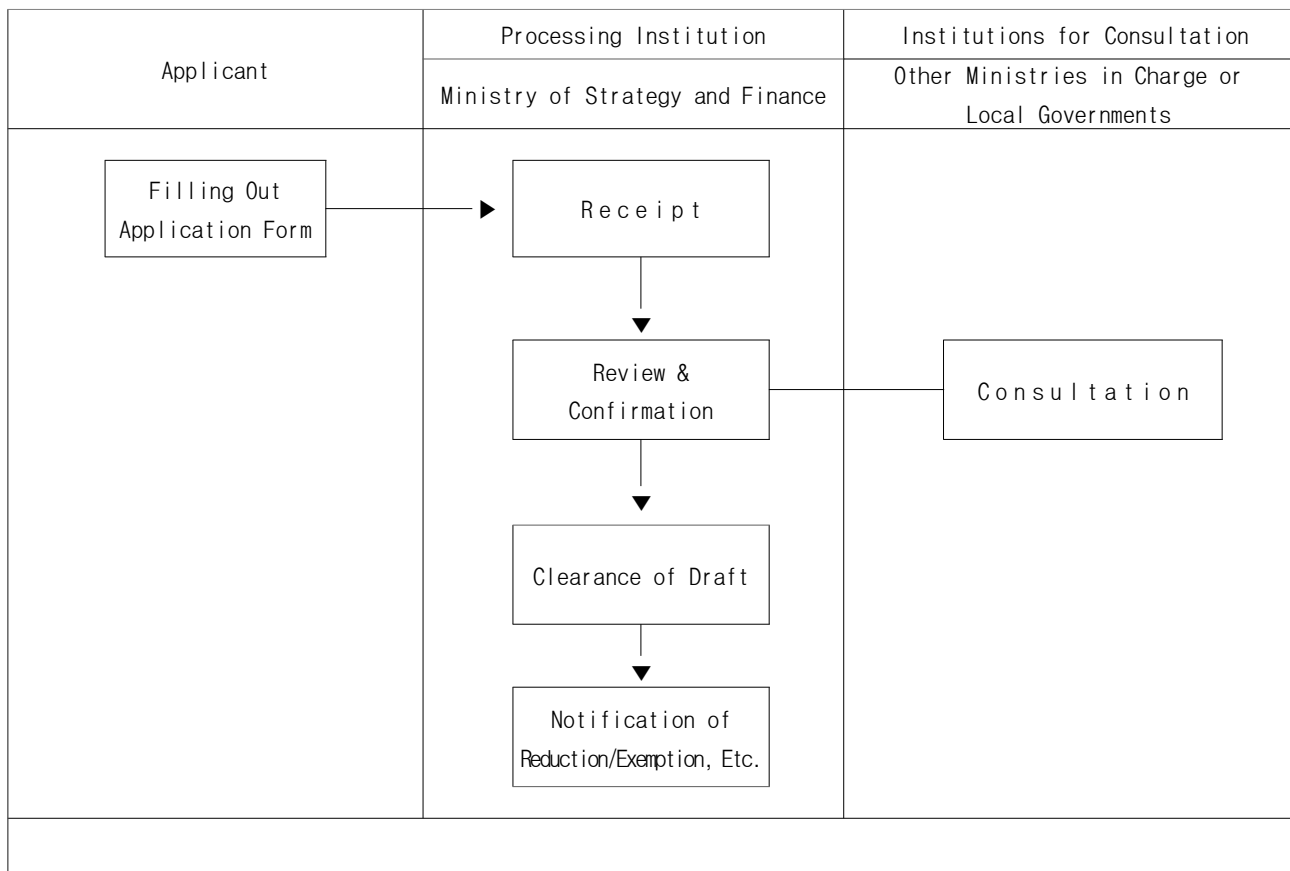 Applicant
Processing Institution
Institutions for Consultation
Ministry of Strategy and Finance
Other Ministries in Charge or
Local Governments
Filling Out
Application Form
Receipt
Review &
Confirmation
Consultation
Clearance of Draft
Notification of
Reduction/Exemption, Etc.